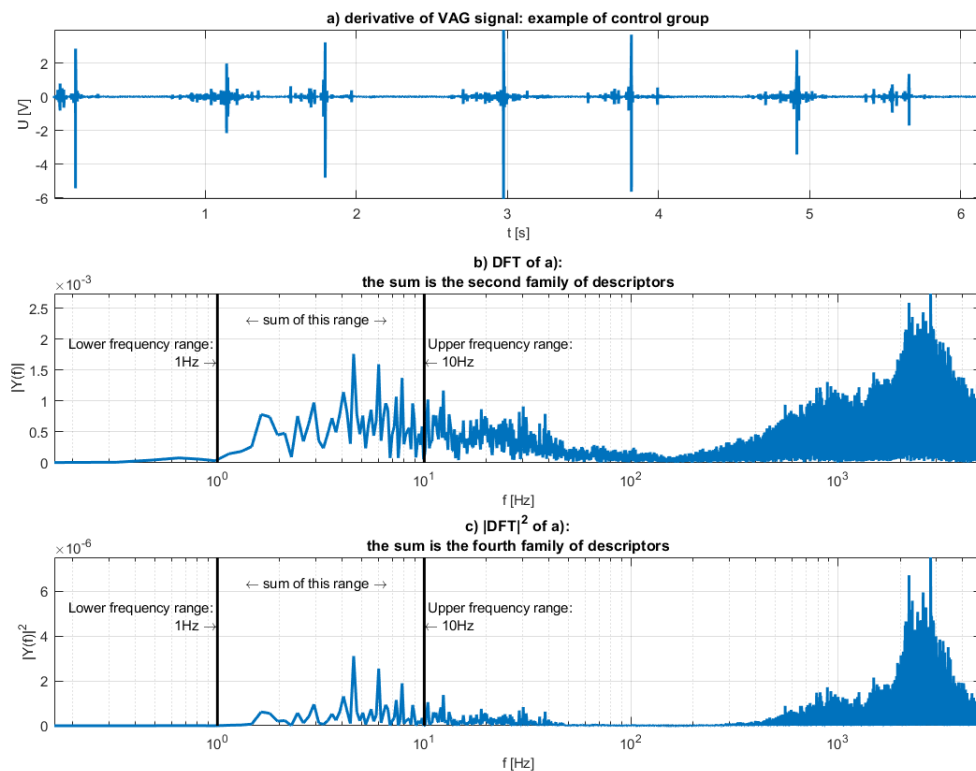 a) derivative of VAG signal: example of control group
2
0
-2
-4
-6
U [V]
1 2 3 4 5 6
t [s]
b) DFT of a):
the sum is the second family of descriptors
×10⁻³
2.5
2
1.5
1
0.5
0
|Y(f)|
← sum of this range →
Lower frequency range:
1Hz→
Upper frequency range:
← 10Hz
10⁰ 10¹ 10² 10³
f [Hz]
c) |DFT|² of a):
the sum is the fourth family of descriptors
×10⁻⁶
6
4
2
0
|Y(f)|²
← sum of this range →
Lower frequency range:
1Hz→
Upper frequency range:
←10Hz
10⁰ 10¹ 10² 10³
f [Hz]